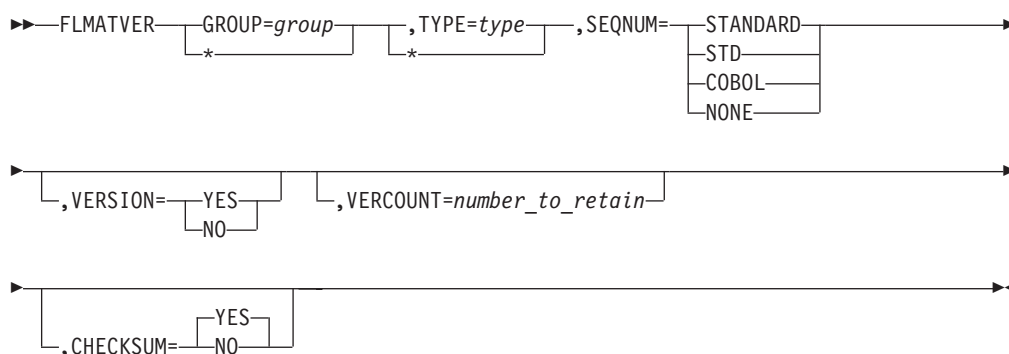 FLMATVER GROUP=group ,TYPE=type ,SEQNUM= STANDARD
* * STD
COBOL
NONE
,VERSION= YES ,VERCOUNT=number_to_retain
NO
YES
,CHECKSUM= NO